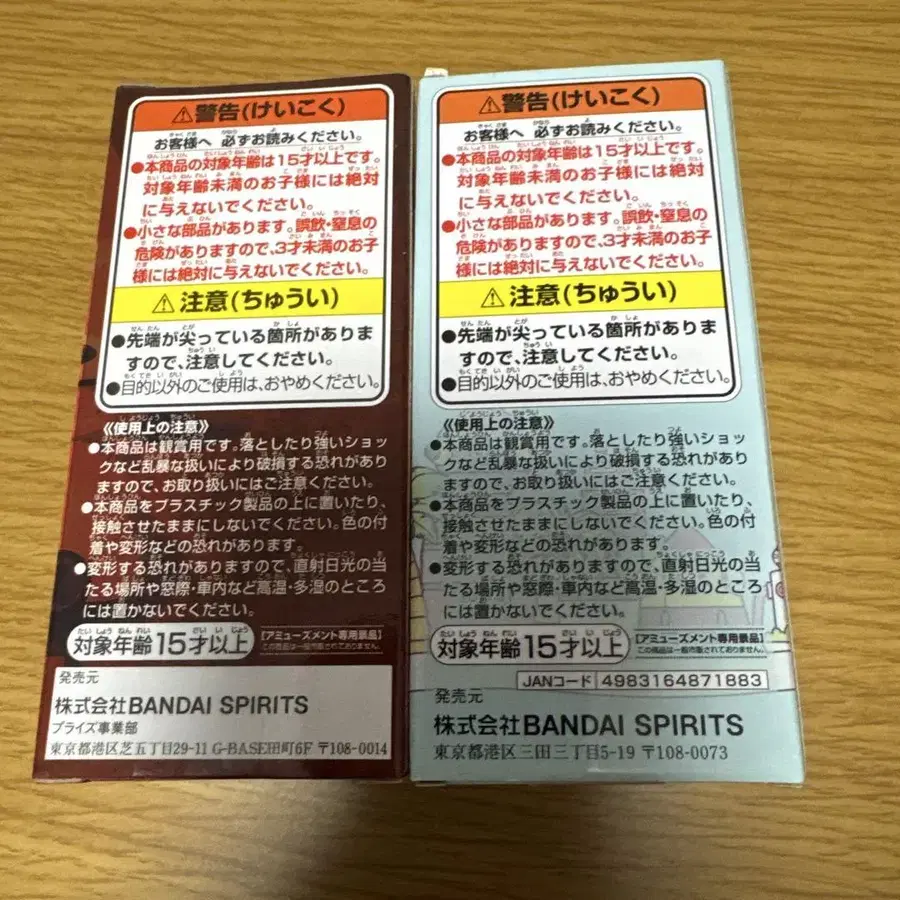 ⚠警告(けいこく)
お客様へ 必ずお読みください。
●本商品の対象年齢は15才以上です。
対象年齢未満のお子様には絶対
に与えないでください。
●小さな部品があります。誤飲・窒息の
危険がありますので、3才未満のお子
様には絶対に与えないでください。
⚠注意(ちゅうい)
●先端が尖っている箇所がありま
すので、注意してください。
●目的以外のご使用は、おやめください。
《使用上の注意》
●本商品は観賞用です。落としたり強いショッ
クなど乱暴な扱いにより破損する恐れがあり
ますので、お取り扱いにはご注意ください。
●本商品をプラスチック製品の上に置いたり、
接触させたままにしないでください。色の付
着や変形などの恐れがあります。
●変形する恐れがありますので、直射日光の当
たる場所や窓際・車内など高温・多湿のところ
には置かないでください。
対象年齢15才以上
【アミューズメント専用景品】
この商品は一般市販されておりません。
発売元
株式会社BANDAI SPIRITS
プライズ事業部
東京都港区芝五丁目29-11 G-BASE田町6F 〒108-0014
⚠警告(けいこく)
お客様へ 必ずお読みください。
●本商品の対象年齢は15才以上です。
対象年齢未満のお子様には絶対
に与えないでください。
●小さな部品があります。誤飲・窒息の
危険がありますので、3才未満のお子
様には絶対に与えないでください。
⚠注意(ちゅうい)
●先端が尖っている箇所がありま
すので、注意してください。
●目的以外のご使用は、おやめください。
《使用上の注意》
●本商品は観賞用です。落としたり強いショッ
クなど乱暴な扱いにより破損する恐れがあり
ますので、お取り扱いにはご注意ください。
●本商品をプラスチック製品の上に置いたり、
接触させたままにしないでください。色の付
着や変形などの恐れがあります。
●変形する恐れがありますので、直射日光の当
たる場所や窓際・車内など高温・多湿のところ
には置かないでください。
対象年齢15才以上
【アミューズメント専用景品】
この商品は一般市販されておりません。
JANコード 4983164871883
発売元
株式会社BANDAI SPIRITS
東京都港区三田三丁目5-19 〒108-0073